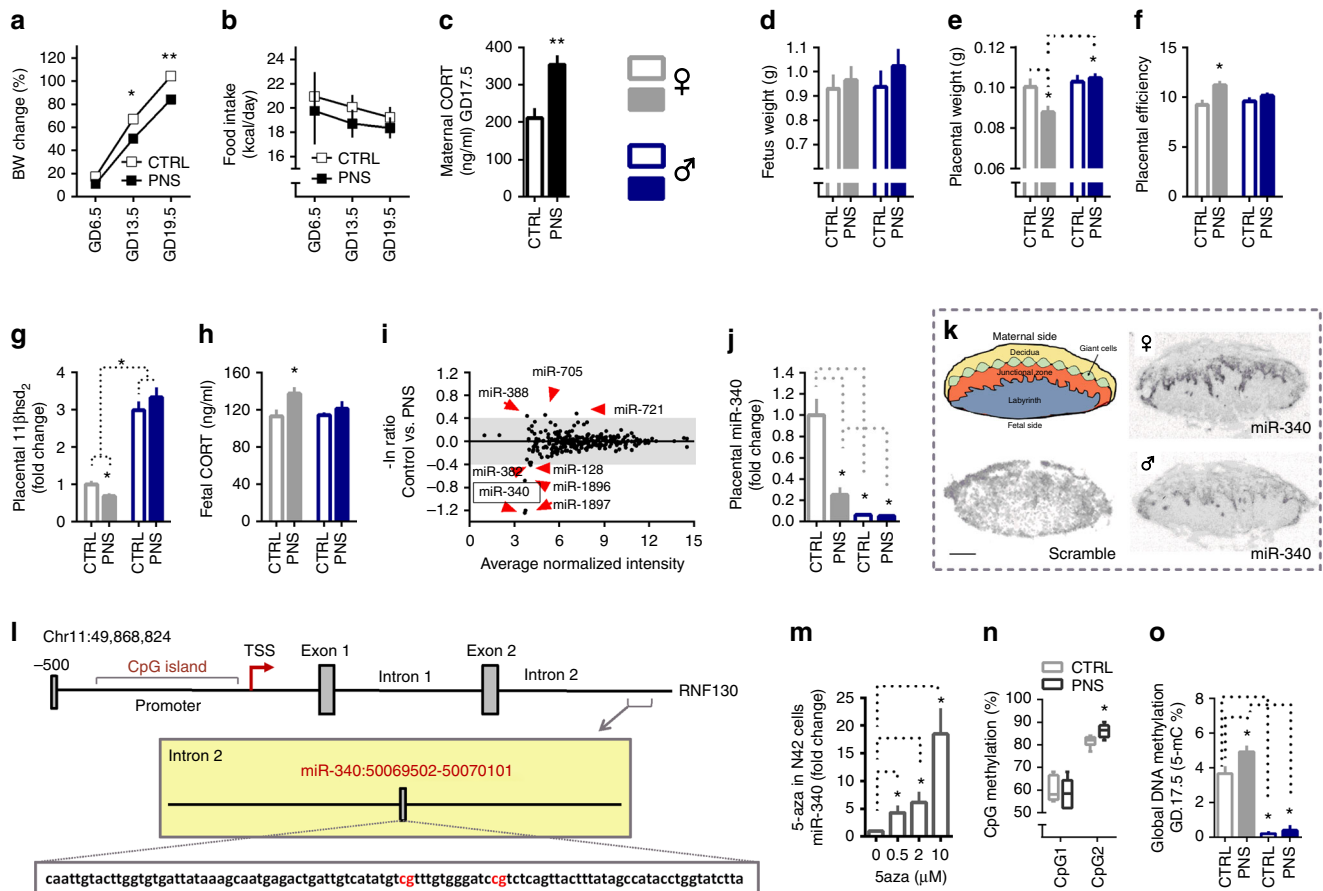 a
BW change (%)
120
100
80
60
40
20
0
*
**
CTRL
PNS
GD6.5
GD13.5
GD19.5
b
Food intake
(kcal/day)
24
22
20
18
16
CTRL
PNS
GD6.5
GD13.5
GD19.5
c
Maternal CORT
(ng/ml) GD17.5
400
300
200
100
0
**
CTRL
PNS
♀
♂
d
Fetus weight (g)
1.1
1.0
0.9
0.8
0.7
CTRL
PNS
CTRL
PNS
e
Placental weight (g)
0.12
0.10
0.08
0.06
*
*
CTRL
PNS
CTRL
PNS
f
Placental efficiency
15
10
5
0
*
CTRL
PNS
CTRL
PNS
g
Placental 11βhsd2
(fold change)
4
3
2
1
0
*
*
CTRL
PNS
CTRL
PNS
h
Fetal CORT (ng/ml)
160
120
80
40
0
*
CTRL
PNS
CTRL
PNS
i
-ln ratio
Control vs. PNS
1.2
0.8
0.4
0.0
−0.4
−0.8
−1.2
miR-705
miR-388
miR-721
miR-382
miR-128
miR-1896
miR-340
miR-1897
0 3 6 9 12 15
Average normalized intensity
j
Placental miR-340
(fold change)
1.4
1.2
1.0
0.8
0.6
0.4
0.2
0.0
*
*
*
CTRL
PNS
CTRL
PNS
k
Maternal side
Decidua
Giant cells
Junctional zone
Labyrinth
Fetal side
♀
miR-340
Scramble
♂
miR-340
l
Chr11:49,868,824
–500
CpG island
TSS
Exon 1
Exon 2
Promoter
Intron 1
Intron 2
RNF130
Intron 2
miR-340:50069502-50070101
caattgtacttggtgtgattataaagcaatgagactgattgtcatatgtcgtttgtgggatccgtctcagttactttatagccatacctggtatctta
m
5-aza in N42 cells
miR-340 (fold change)
25
20
15
10
5
0
*
*
*
0 0.5 2 10
5aza (μM)
n
CTRL
PNS
CpG methylation (%)
100
90
80
70
60
50
*
CpG1
CpG2
o
Global DNA methylation
GD.17.5 (5-mC %)
8
6
4
2
0
*
*
*
CTRL
PNS
CTRL
PNS